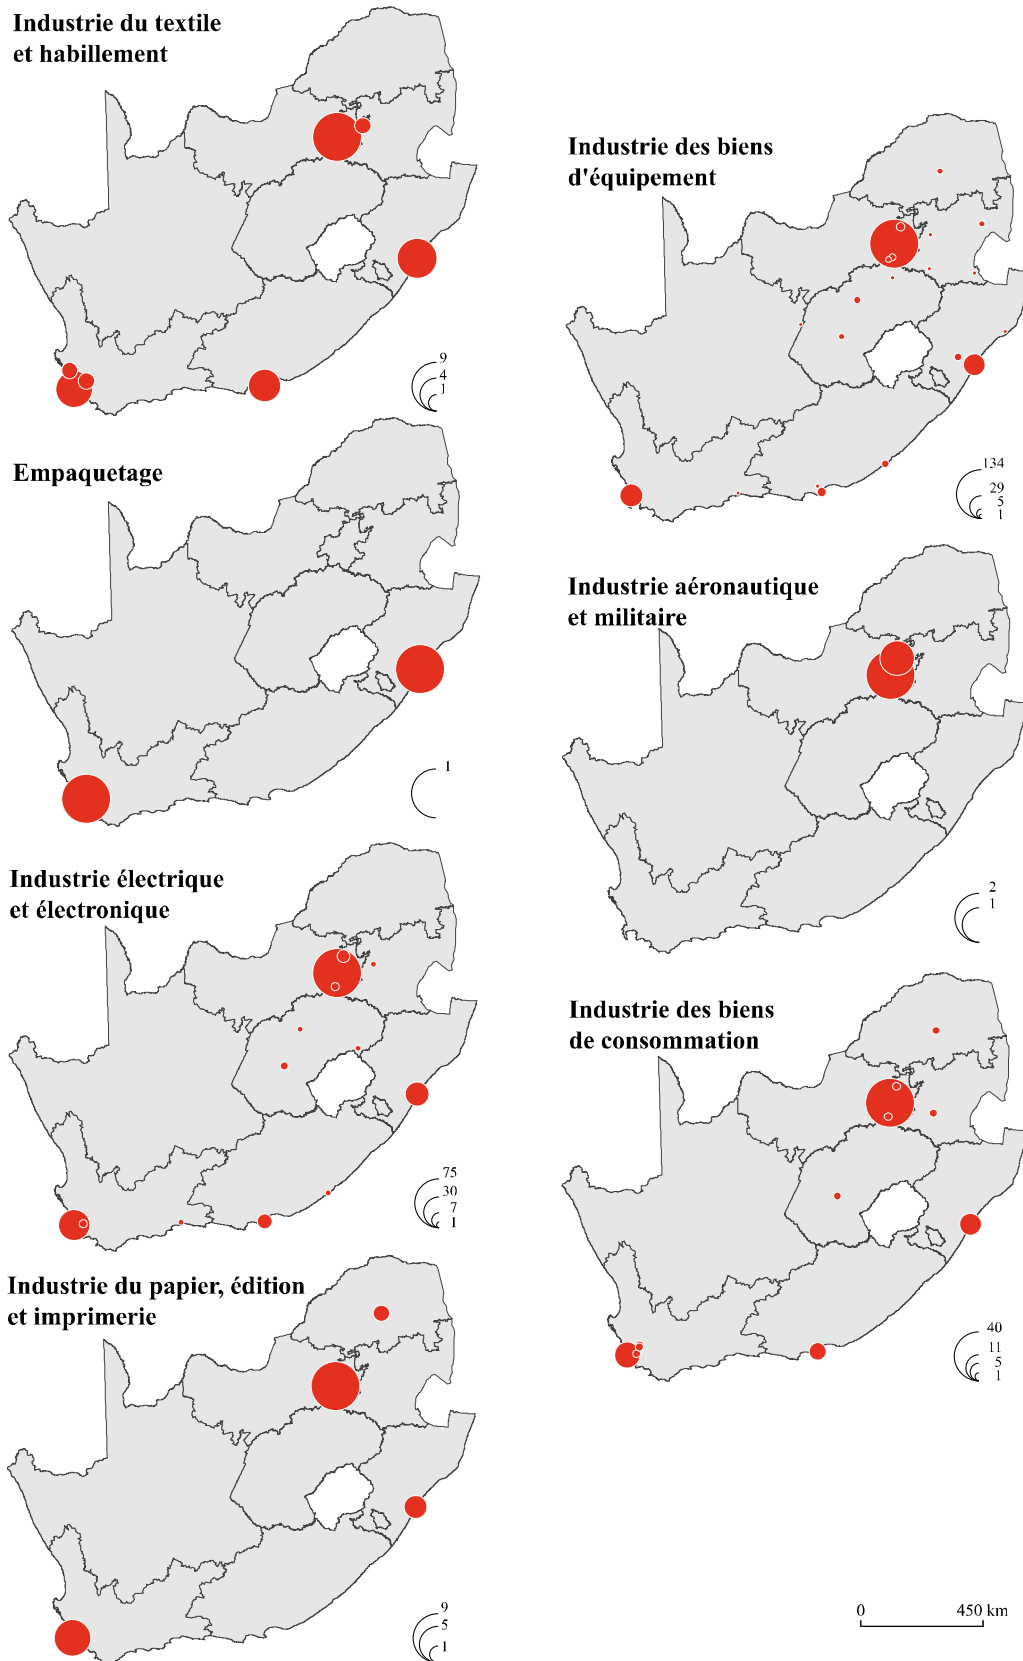 Industrie du textile
et habillement
9
4
1
Empaquetage
1
Industrie électrique
et électronique
75
30
7
1
Industrie du papier, édition
et imprimerie
9
5
1
Industrie des biens
d'équipement
134
29
5
1
Industrie aéronautique
et militaire
2
1
Industrie des biens
de consommation
40
11
5
1
0 450 km